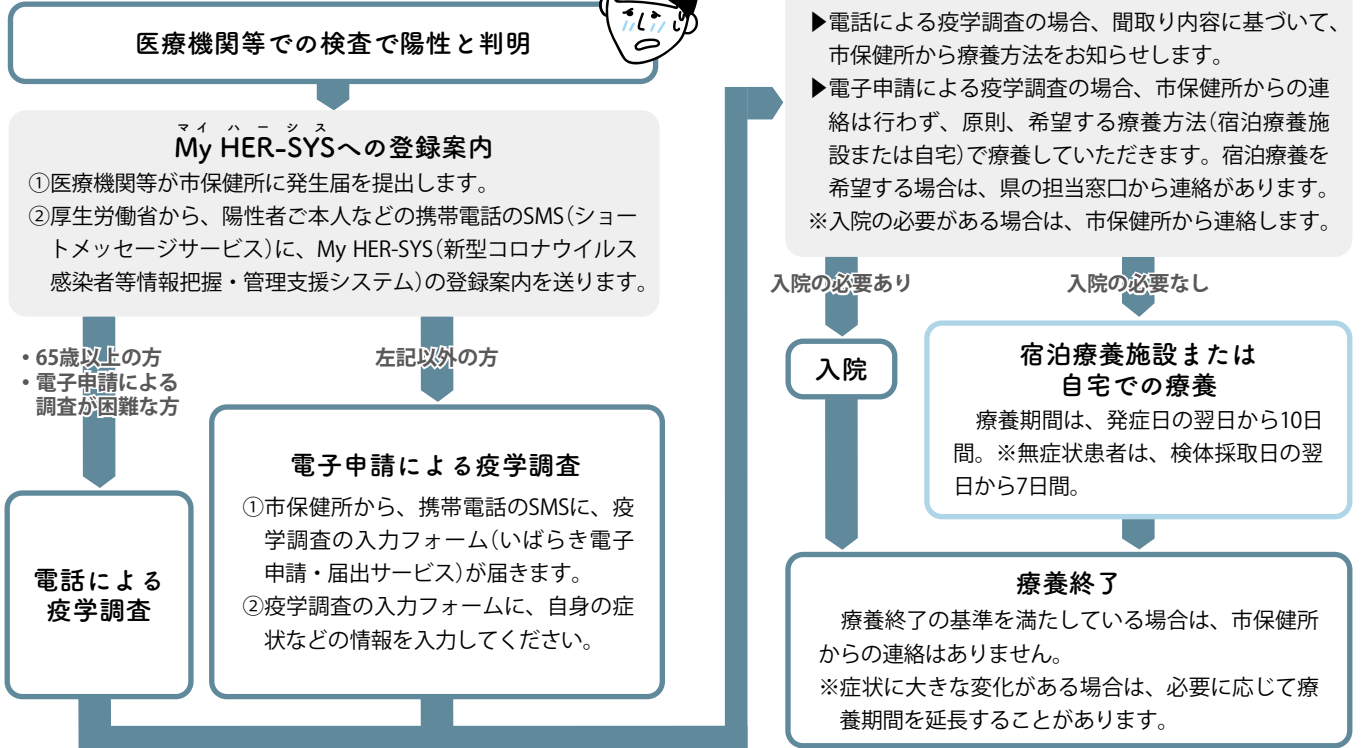 医療機関等での検査で陽性と判明
マイハーシス
My HER-SYSへの登録案内
①医療機関等が市保健所に発生届を提出します。
②厚生労働省から、陽性者ご本人などの携帯電話のSMS(ショー
トメッセージサービス)に、My HER-SYS(新型コロナウイルス
感染者等情報把握・管理支援システム)の登録案内を送ります。
・65歳以上の方
・電子申請による
調査が困難な方
左記以外の方
電話による
疫学調査
電子申請による疫学調査
①市保健所から、携帯電話のSMSに、疫
学調査の入力フォーム(いばらき電子
申請・届出サービス)が届きます。
②疫学調査の入力フォームに、自身の症
状などの情報を入力してください。
▶電話による疫学調査の場合、聞取り内容に基づいて、
市保健所から療養方法をお知らせします。
▶電子申請による疫学調査の場合、市保健所からの連
絡は行わず、原則、希望する療養方法(宿泊療養施
設または自宅)で療養していただきます。宿泊療養を
希望する場合は、県の担当窓口から連絡があります。
※入院の必要がある場合は、市保健所から連絡します。
入院の必要あり
入院の必要なし
入院
宿泊療養施設または
自宅での療養
療養期間は、発症日の翌日から10日
間。※無症状患者は、検体採取日の翌
日から7日間。
療養終了
療養終了の基準を満たしている場合は、市保健所
からの連絡はありません。
※症状に大きな変化がある場合は、必要に応じて療
養期間を延長することがあります。